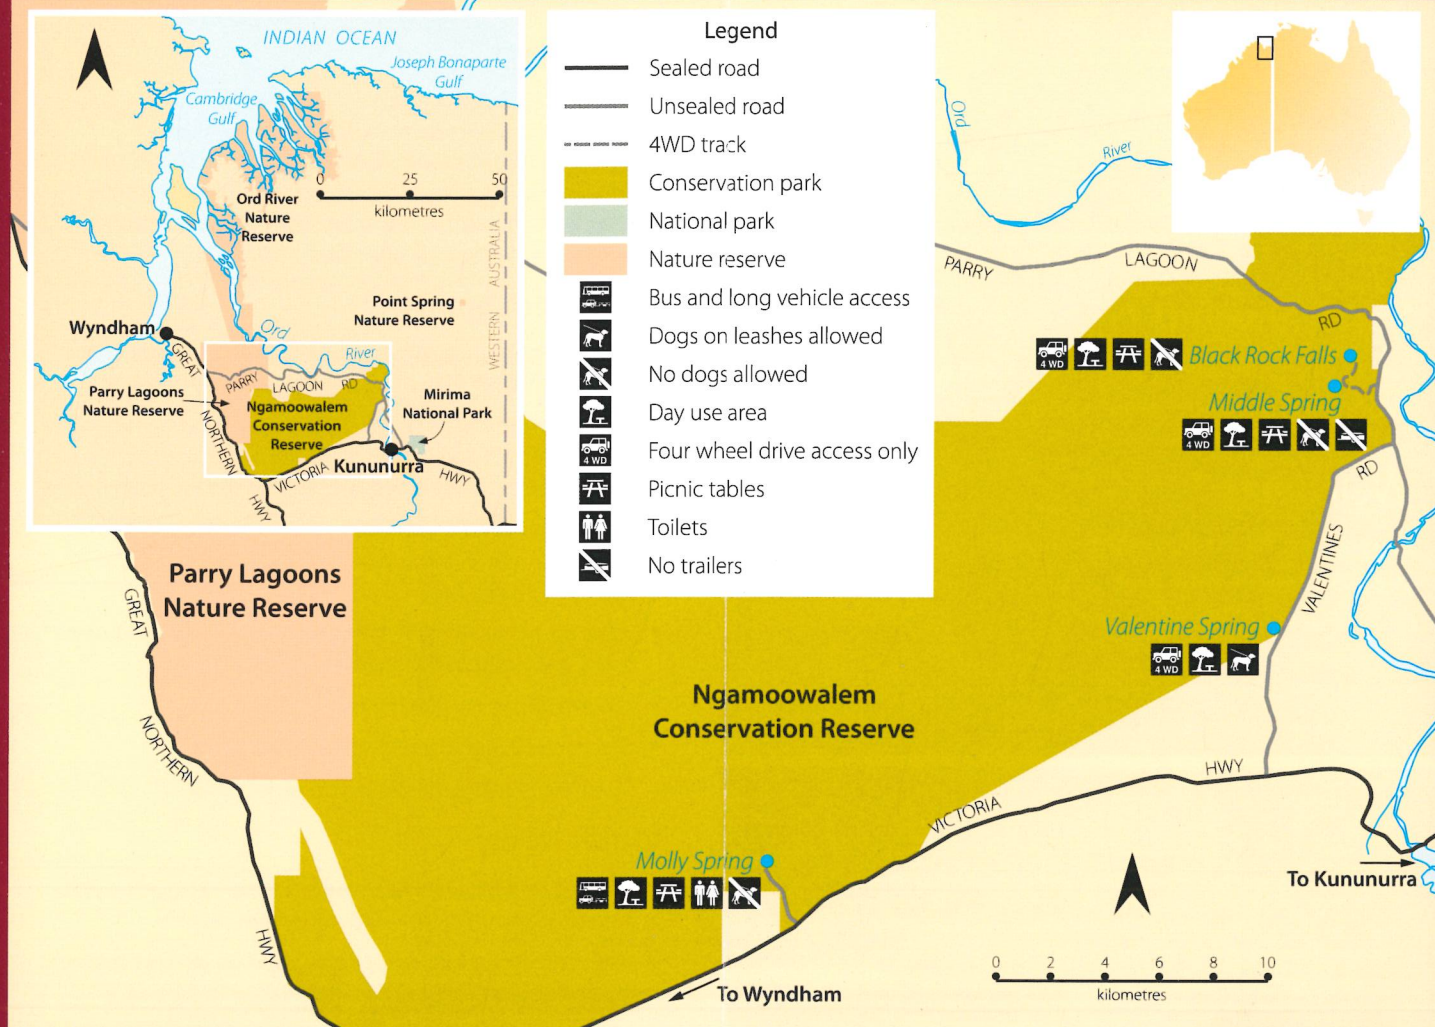 INDIAN OCEAN
Joseph Bonaparte
Gulf
Cambridge
Gulf
0 25 50
kilometres
Ord River
Nature
Reserve
WESTERN AUSTRALIA
Point Spring
Nature Reserve
Wyndham
Ord
River
GREAT
NORTHERN
HWY
PARRY LAGOON RD
Parry Lagoons
Nature Reserve
Ngamoowalem
Conservation
Reserve
Mirima
National Park
Kununurra
VICTORIA
HWY
Legend
Sealed road
Unsealed road
4WD track
Conservation park
National park
Nature reserve
Bus and long vehicle access
Dogs on leashes allowed
No dogs allowed
Day use area
4 WD
Four wheel drive access only
Picnic tables
Toilets
No trailers
Ord
River
PARRY LAGOON RD
4 WD
Black Rock Falls
Middle Spring
4 WD
RD
VALENTINES
Valentine Spring
4 WD
Parry Lagoons
Nature Reserve
GREAT
NORTHERN
HWY
Ngamoowalem
Conservation Reserve
HWY
VICTORIA
Molly Spring
To Kununurra
To Wyndham
0 2 4 6 8 10
kilometres